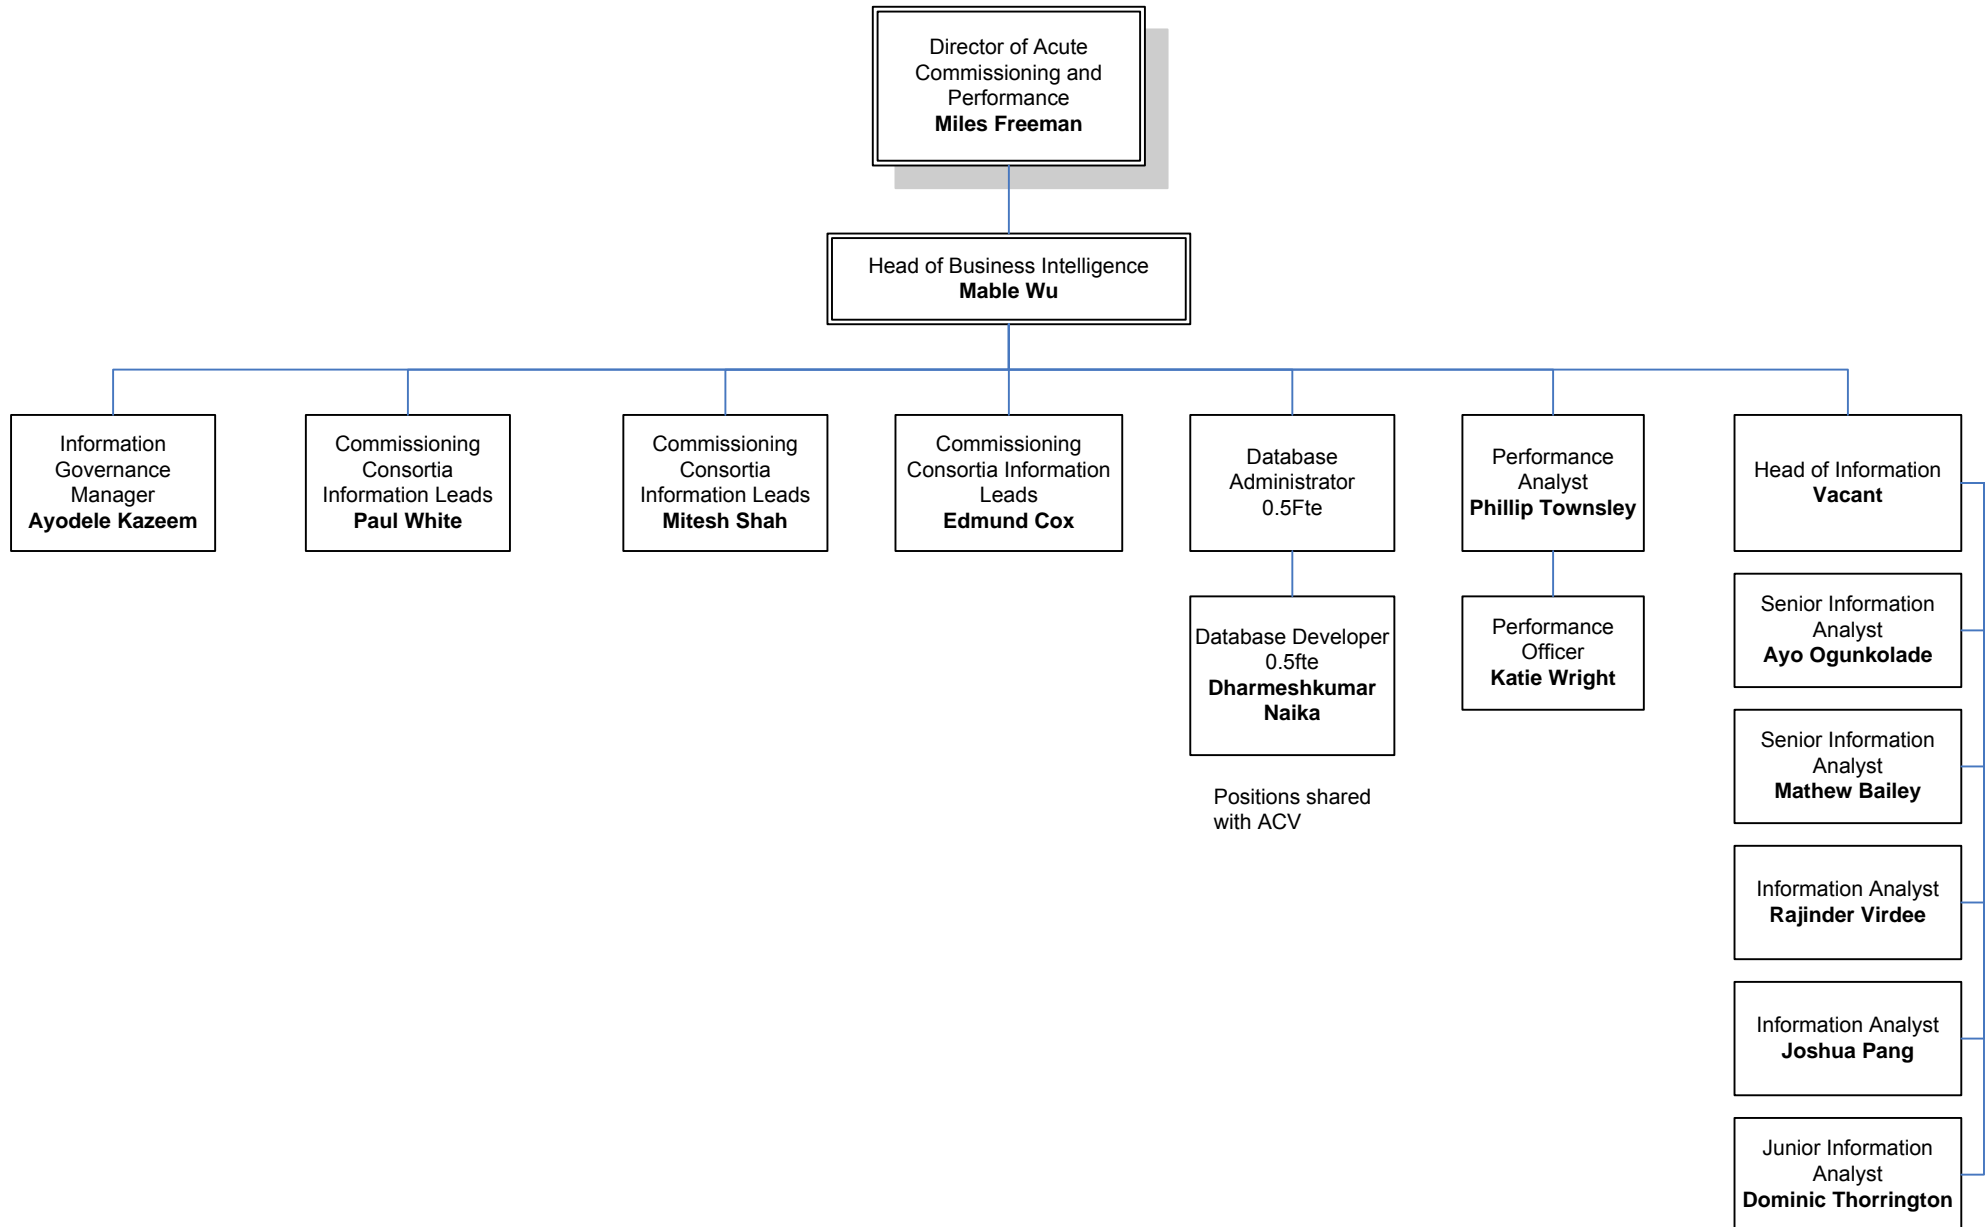 Director of Acute
Commissioning and
Performance
Miles Freeman
Head of Business Intelligence
Mable Wu
Information
Governance
Manager
Ayodele Kazeem
Commissioning
Consortia
Information Leads
Paul White
Commissioning
Consortia
Information Leads
Mitesh Shah
Commissioning
Consortia Information
Leads
Edmund Cox
Database
Administrator
0.5Fte
Performance
Analyst
Phillip Townsley
Head of Information
Vacant
Database Developer
0.5fte
Dharmeshkumar
Naika
Positions shared
with ACV
Performance
Officer
Katie Wright
Senior Information
Analyst
Ayo Ogunkolade
Senior Information
Analyst
Mathew Bailey
Information Analyst
Rajinder Virdee
Information Analyst
Joshua Pang
Junior Information
Analyst
Dominic Thorrington